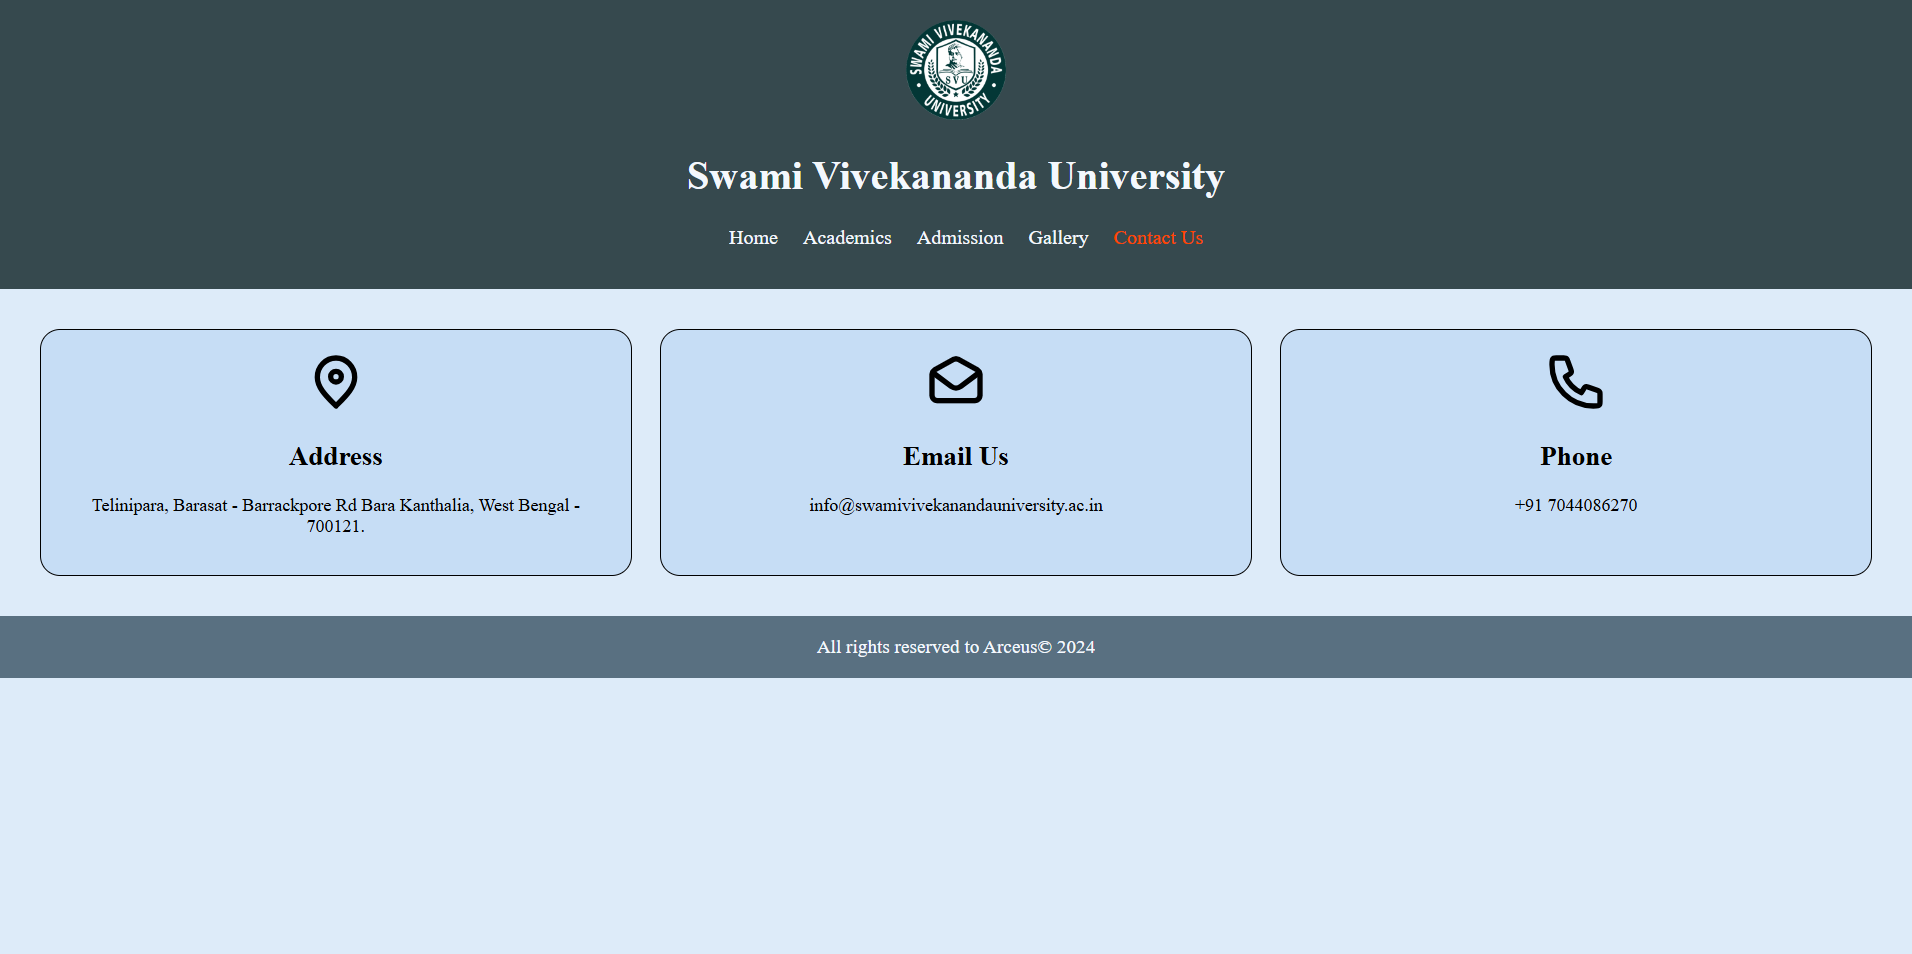 SWAMI VIVEKANANDA
SVU
UNIVERSITY
Swami Vivekananda University
Home Academics Admission Gallery Contact Us
Address
Telinipara, Barasat - Barrackpore Rd Bara Kanthalia, West Bengal -
700121.
Email Us
info@swamivivekanandauniversity.ac.in
Phone
+91 7044086270
All rights reserved to Arceus© 2024